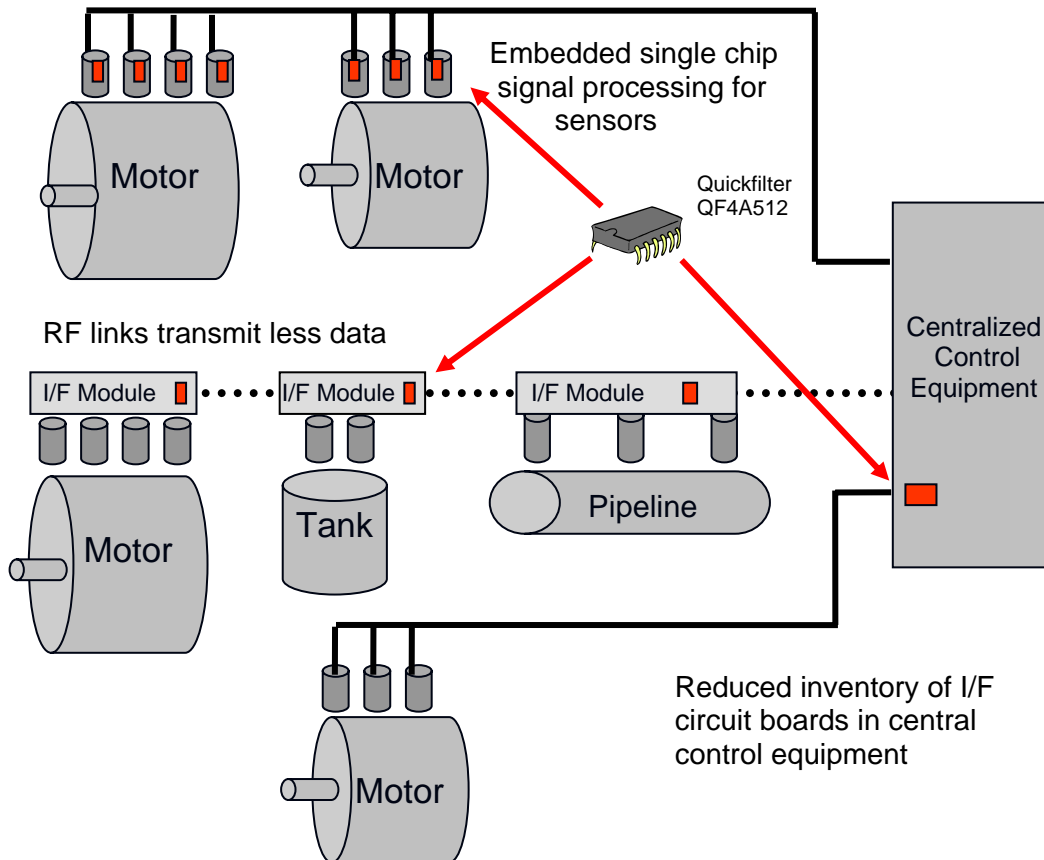 Embedded single chip
signal processing for
sensors
Motor
Motor
Quickfilter
QF4A512
RF links transmit less data
Centralized
Control
Equipment
I/F Module
I/F Module
I/F Module
Tank
Pipeline
Motor
Reduced inventory of I/F
circuit boards in central
control equipment
Motor